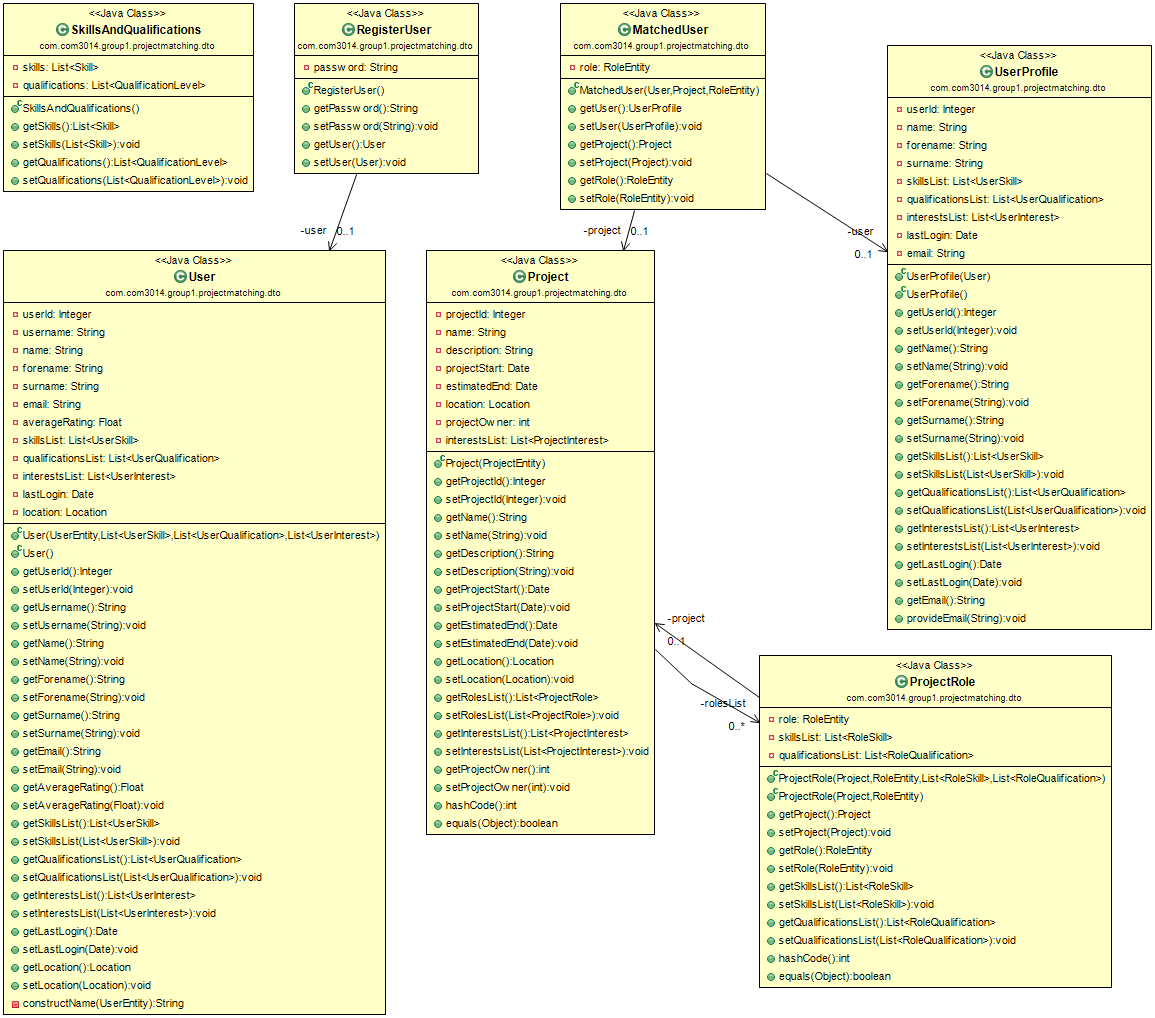 <<Java Class>>
SkillsAndQualifications
com.com3014.group1.projectmatching.dto
skills: List<Skill>
qualifications: List<QualificationLevel>
SkillsAndQualifications()
getSkills():List<Skill>
setSkills(List<Skill>):void
getQualifications():List<QualificationLevel>
setQualifications(List<QualificationLevel>):void
<<Java Class>>
RegisterUser
com.com3014.group1.projectmatching.dto
password: String
RegisterUser()
getPassword():String
setPassword(String):void
getUser():User
setUser(User):void
-user 0..1
<<Java Class>>
MatchedUser
com.com3014.group1.projectmatching.dto
role: RoleEntity
MatchedUser(User,Project,RoleEntity)
getUser():UserProfile
setUser(UserProfile):void
getProject():Project
setProject(Project):void
getRole():RoleEntity
setRole(RoleEntity):void
-project 0..1
-user
0..1
<<Java Class>>
UserProfile
com.com3014.group1.projectmatching.dto
userId: Integer
name: String
forename: String
surname: String
skillsList: List<UserSkill>
qualificationsList: List<UserQualification>
interestsList: List<UserInterest>
lastLogin: Date
email: String
UserProfile(User)
UserProfile()
getUserId():Integer
setUserId(Integer):void
getName():String
setName(String):void
getForename():String
setForename(String):void
getSurname():String
setSurname(String):void
getSkillsList():List<UserSkill>
setSkillsList(List<UserSkill>):void
getQualificationsList():List<UserQualification>
setQualificationsList(List<UserQualification>):void
getInterestsList():List<UserInterest>
setInterestsList(List<UserInterest>):void
getLastLogin():Date
setLastLogin(Date):void
getEmail():String
provideEmail(String):void
<<Java Class>>
User
com.com3014.group1.projectmatching.dto
userId: Integer
username: String
name: String
forename: String
surname: String
email: String
averageRating: Float
skillsList: List<UserSkill>
qualificationsList: List<UserQualification>
interestsList: List<UserInterest>
lastLogin: Date
location: Location
User(UserEntity,List<UserSkill>,List<UserQualification>,List<UserInterest>)
User()
getUserId():Integer
setUserId(Integer):void
getUsername():String
setUsername(String):void
getName():String
setName(String):void
getForename():String
setForename(String):void
getSurname():String
setSurname(String):void
getEmail():String
setEmail(String):void
getAverageRating():Float
setAverageRating(Float):void
getSkillsList():List<UserSkill>
setSkillsList(List<UserSkill>):void
getQualificationsList():List<UserQualification>
setQualificationsList(List<UserQualification>):void
getInterestsList():List<UserInterest>
setInterestsList(List<UserInterest>):void
getLastLogin():Date
setLastLogin(Date):void
getLocation():Location
setLocation(Location):void
constructName(UserEntity):String
<<Java Class>>
Project
com.com3014.group1.projectmatching.dto
projectId: Integer
name: String
description: String
projectStart: Date
estimatedEnd: Date
location: Location
projectOwner: int
interestsList: List<ProjectInterest>
Project(ProjectEntity)
getProjectId():Integer
setProjectId(Integer):void
getName():String
setName(String):void
getDescription():String
setDescription(String):void
getProjectStart():Date
setProjectStart(Date):void
getEstimatedEnd():Date
setEstimatedEnd(Date):void
getLocation():Location
setLocation(Location):void
getRolesList():List<ProjectRole>
setRolesList(List<ProjectRole>):void
getInterestsList():List<ProjectInterest>
setInterestsList(List<ProjectInterest>):void
getProjectOwner():int
setProjectOwner(int):void
hashCode():int
equals(Object):boolean
-project
0..1
-rolesList
0..*
<<Java Class>>
ProjectRole
com.com3014.group1.projectmatching.dto
role: RoleEntity
skillsList: List<RoleSkill>
qualificationsList: List<RoleQualification>
ProjectRole(Project,RoleEntity,List<RoleSkill>,List<RoleQualification>)
ProjectRole(Project,RoleEntity)
getProject():Project
setProject(Project):void
getRole():RoleEntity
setRole(RoleEntity):void
getSkillsList():List<RoleSkill>
setSkillsList(List<RoleSkill>):void
getQualificationsList():List<RoleQualification>
setQualificationsList(List<RoleQualification>):void
hashCode():int
equals(Object):boolean